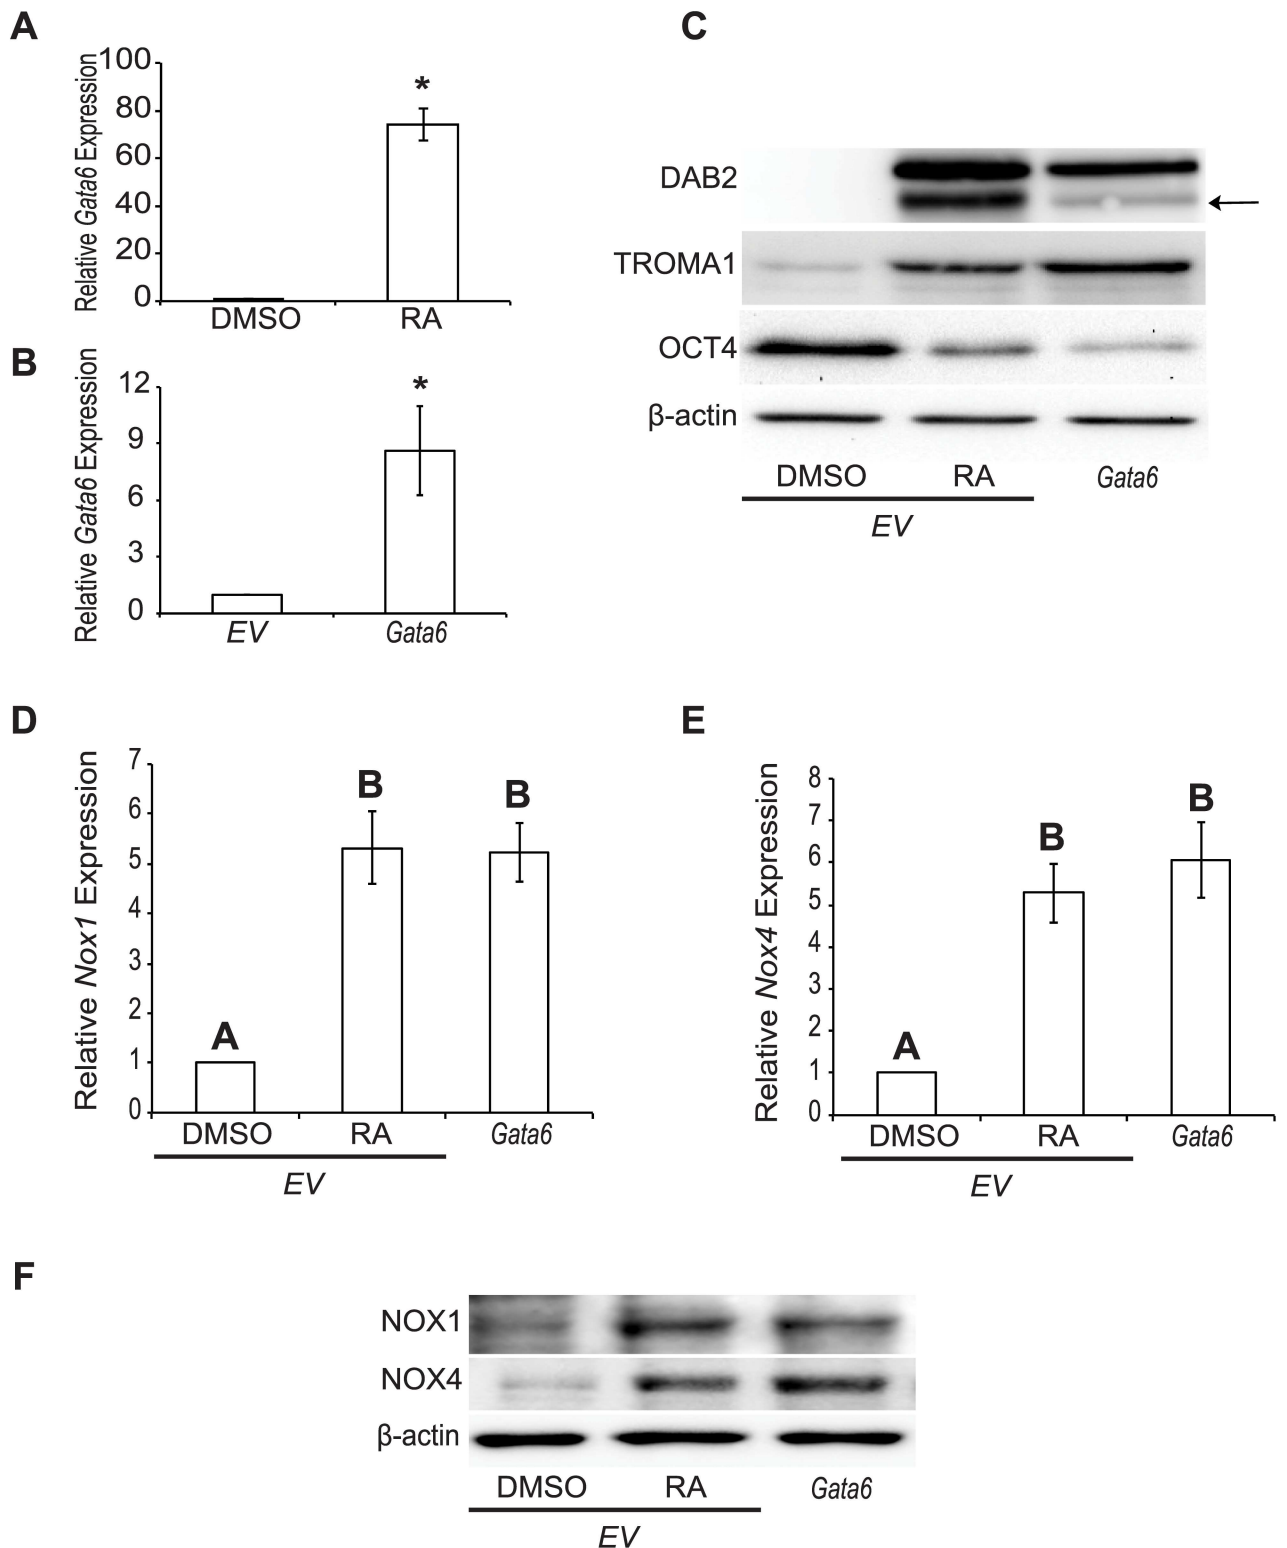 A
Relative Gata6 Expression
100
80
60
40
20
0
*
DMSO RA
B
Relative Gata6 Expression
12
9
6
3
0
*
EV Gata6
C
DAB2
TROMA1
OCT4
β-actin
DMSO RA Gata6
EV
D
Relative Nox1 Expression
7
6
5
4
3
2
1
0
A B B
DMSO RA Gata6
EV
E
Relative Nox4 Expression
8
7
6
5
4
3
2
1
0
A B B
DMSO RA Gata6
EV
F
NOX1
NOX4
β-actin
DMSO RA Gata6
EV